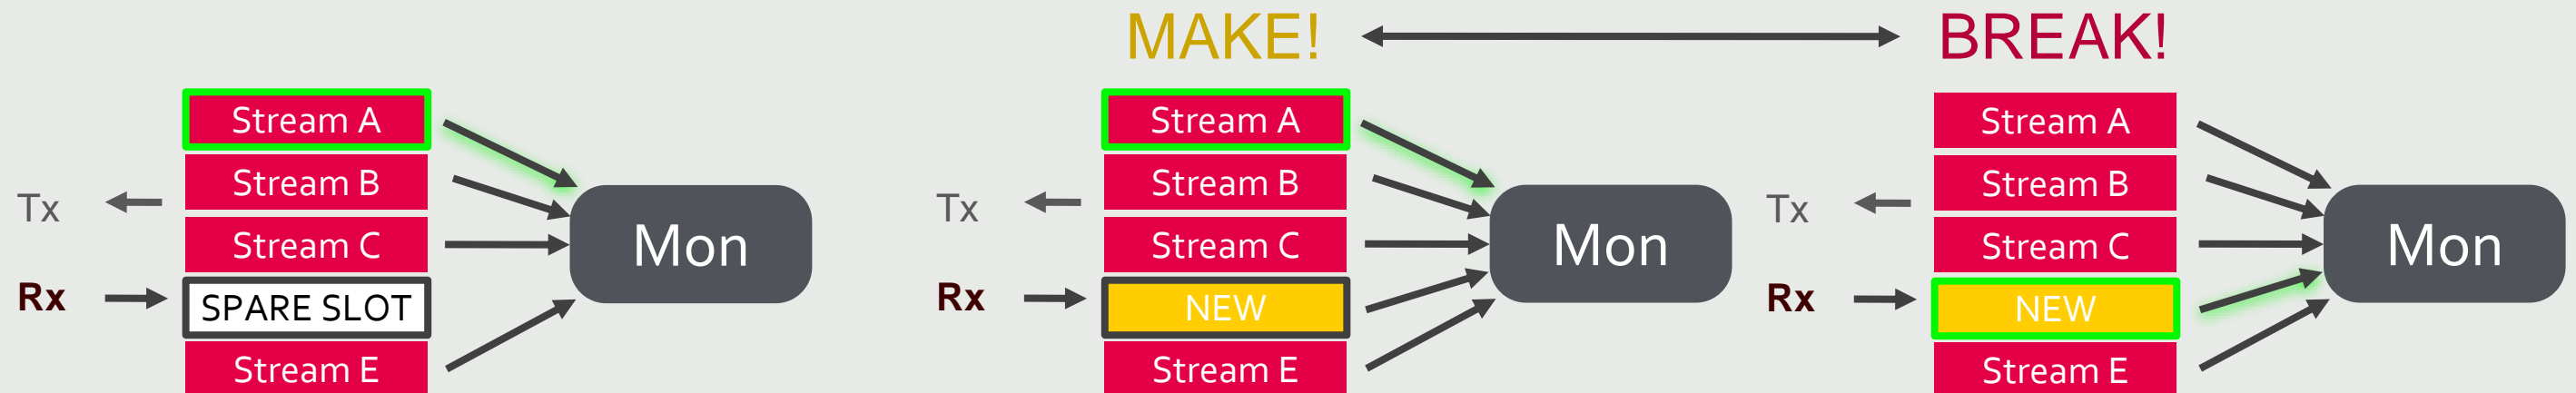 MAKE!
BREAK!
Stream A
Stream B
Stream C
SPARE SLOT
Stream E
Tx
Rx
Mon
Stream A
Stream B
Stream C
NEW
Stream E
Tx
Rx
Mon
Stream A
Stream B
Stream C
NEW
Stream E
Tx
Rx
Mon